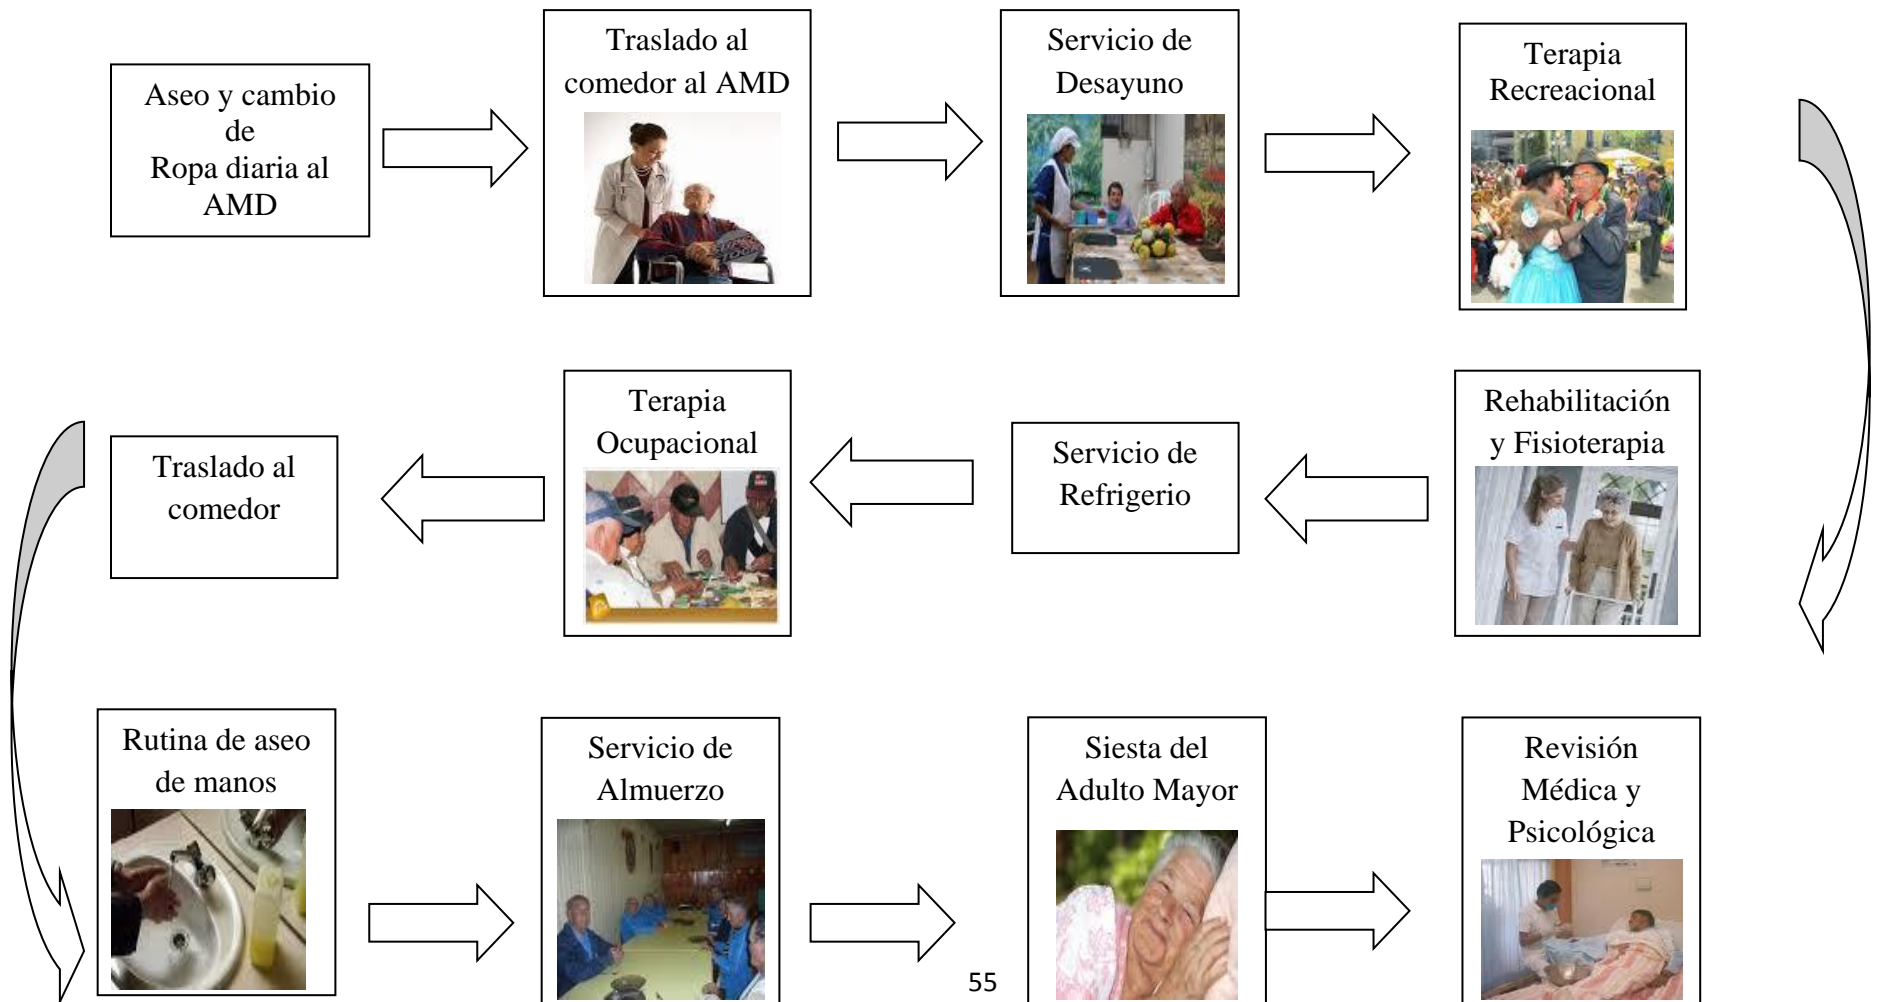 Aseo y cambio
de
Ropa diaria al
AMD
Traslado al
comedor al AMD
Servicio de
Desayuno
Terapia
Recreacional
Rehabilitación
y Fisioterapia
Servicio de
Refrigerio
Terapia
Ocupacional
Traslado al
comedor
Rutina de aseo
de manos
Servicio de
Almuerzo
Siesta del
Adulto Mayor
Revisión
Médica y
Psicológica
55